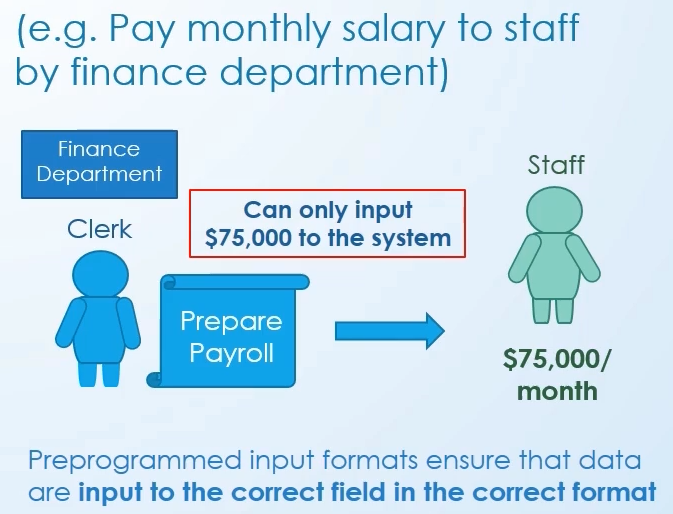 (e.g. Pay monthly salary to staff
by finance department)
Finance
Department
Clerk
Can only input
$75,000 to the system
Staff
Prepare
Payroll
$75,000/
month
Preprogrammed input formats ensure that data
are input to the correct field in the correct format